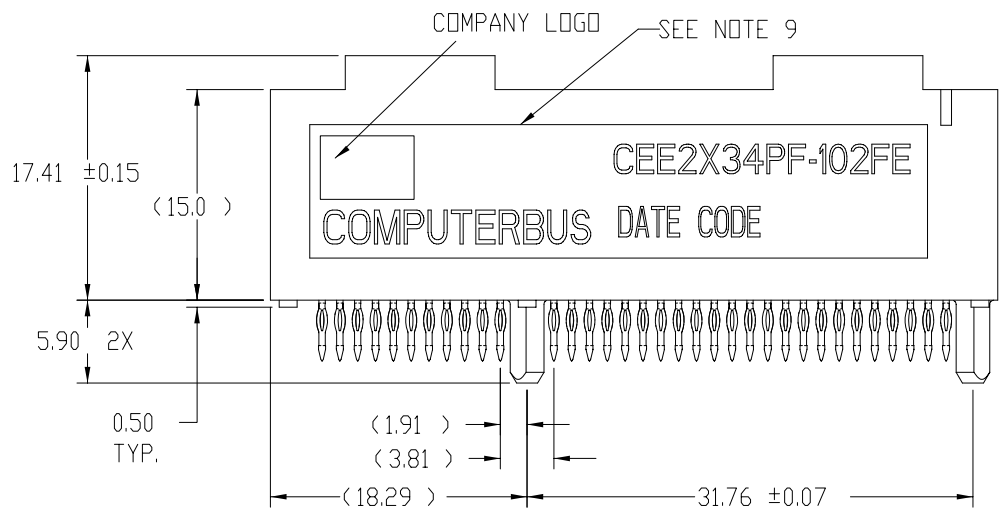 COMPANY LOGO
SEE NOTE 9
17.41 ±0.15
(15.0 )
CEE2X34PF-102FE
COMPUTERBUS DATE CODE
5.90 2X
0.50
TYP.
(1.91 )
(3.81 )
(18.29 )
31.76 ±0.07